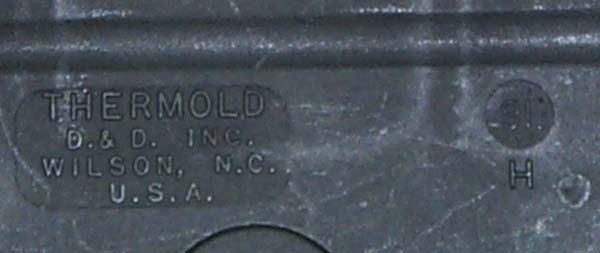 THERMOLD
D. & D. INC.
WILSON, N.C.
U.S.A.
H